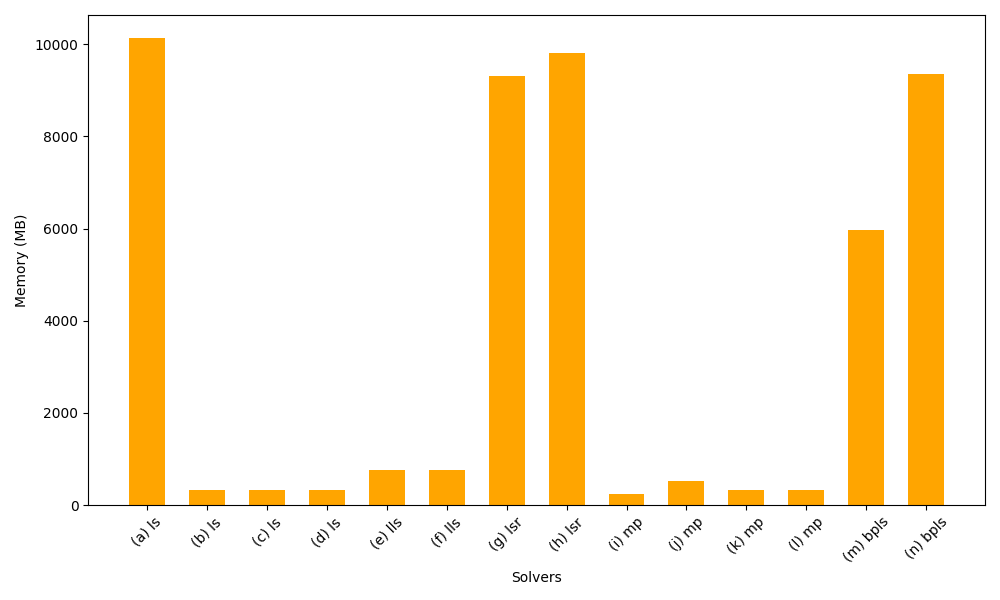 10000
8000
6000
4000
2000
0
Memory (MB)
(a) ls
(b) ls
(c) ls
(d) ls
(e) lls
(f) lls
(g) lsr
(h) lsr
(i) mp
(j) mp
(k) mp
(l) mp
(m) bpls
(n) bpls
Solvers